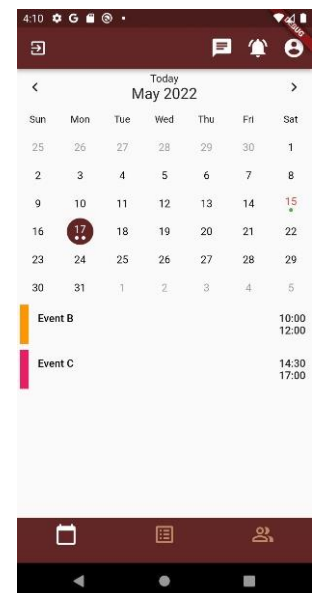 4:10
DEBUG
Today
May 2022
Sun Mon Tue Wed Thu Fri Sat
25 26 27 28 29 30 1
2 3 4 5 6 7 8
9 10 11 12 13 14 15
16 17 18 19 20 21 22
23 24 25 26 27 28 29
30 31 1 2 3 4 5
Event B 10:00
12:00
Event C 14:30
17:00